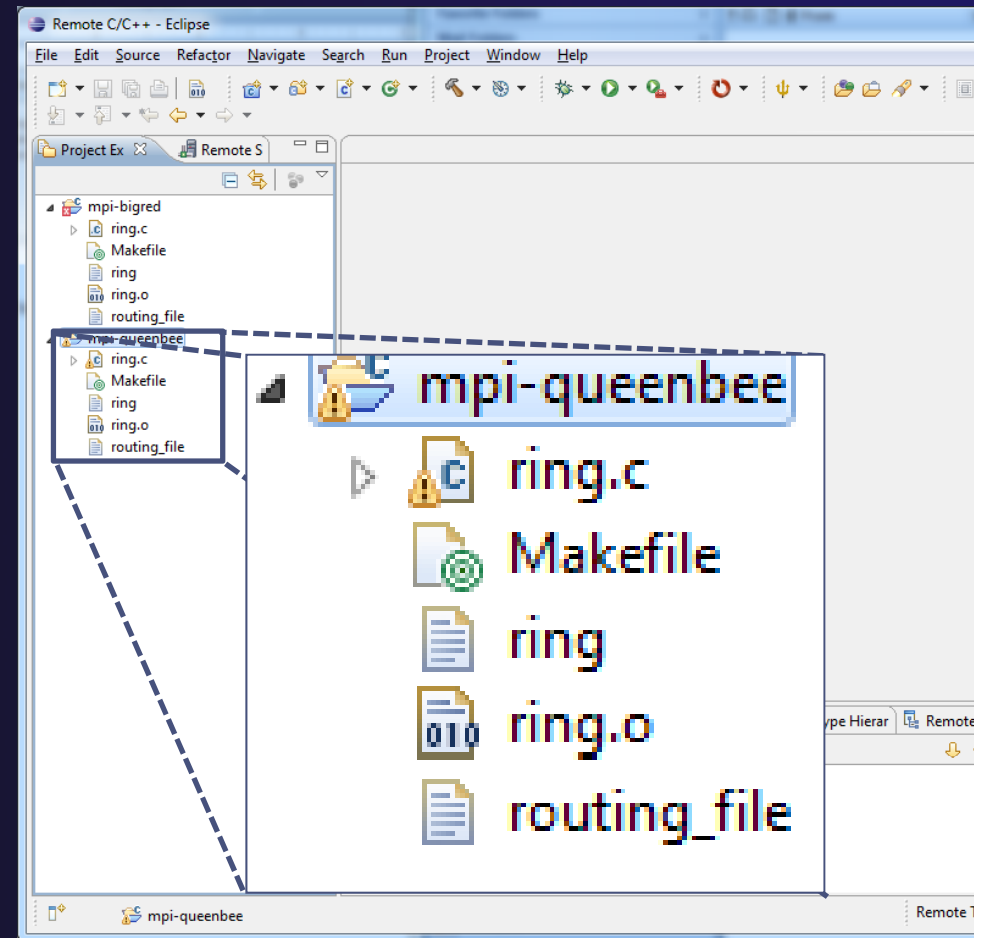 Remote C/C++ - Eclipse
File Edit Source Refactor Navigate Search Run Project Window Help
Project Ex Remote S
mpi-bigred
ring.c
Makefile
ring
ring.o
routing_file
mpi-queenbee
ring.c
Makefile
ring
ring.o
routing_file
mpi-queenbee
ring.c
Makefile
ring
ring.o
routing_file
ype Hierar Remote
mpi-queenbee
Remote T